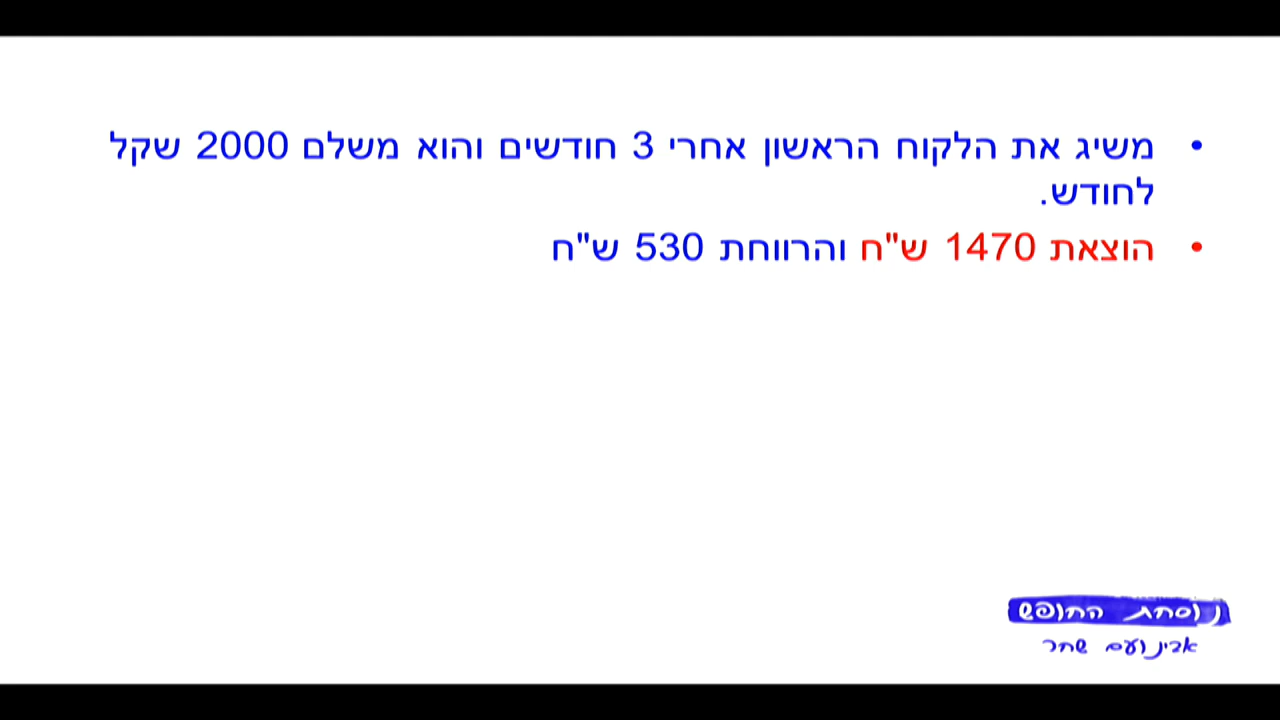 • משיג את הלקוח הראשון אחרי 3 חודשים והוא משלם 2000 שקל
לחודש.
• הוצאת 1470 ש"ח והרווחת 530 ש"ח
נוסחת החופש
אבינועם שחר